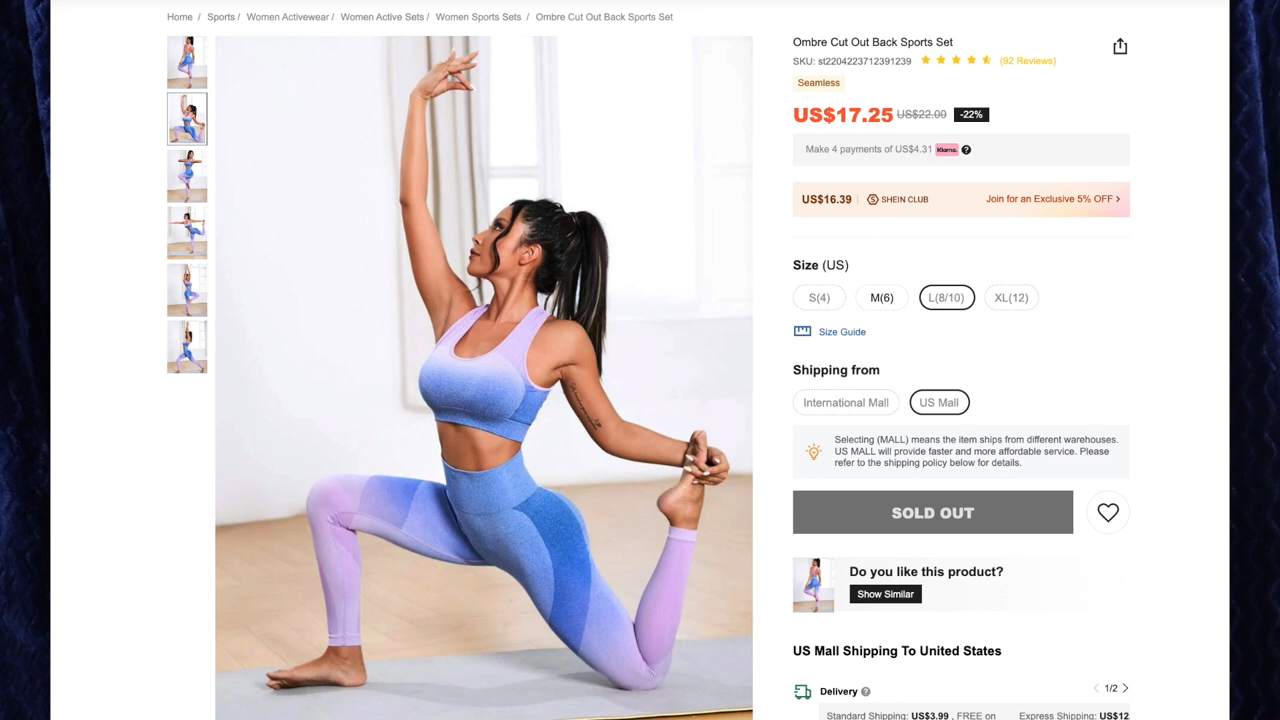 Home / Sports / Women Activewear / Women Active Sets / Women Sports Sets / Ombre Cut Out Back Sports Set
Ombre Cut Out Back Sports Set
SKU: st2204223712391239 (92 Reviews)
Seamless
US$17.25 US$22.00 -22%
Make 4 payments of US$4.31 Klarna. ?
US$16.39 S SHEIN CLUB Join for an Exclusive 5% OFF >
Size (US)
S(4) M(6) L(8/10) XL(12)
Size Guide
Shipping from
International Mall US Mall
Selecting (MALL) means the item ships from different warehouses.
US MALL will provide faster and more affordable service. Please
refer to the shipping policy below for details.
SOLD OUT
Do you like this product?
Show Similar
US Mall Shipping To United States
Delivery ? < 1/2 >
Standard Shipping: US$3.99 , FREE on Express Shipping: US$12